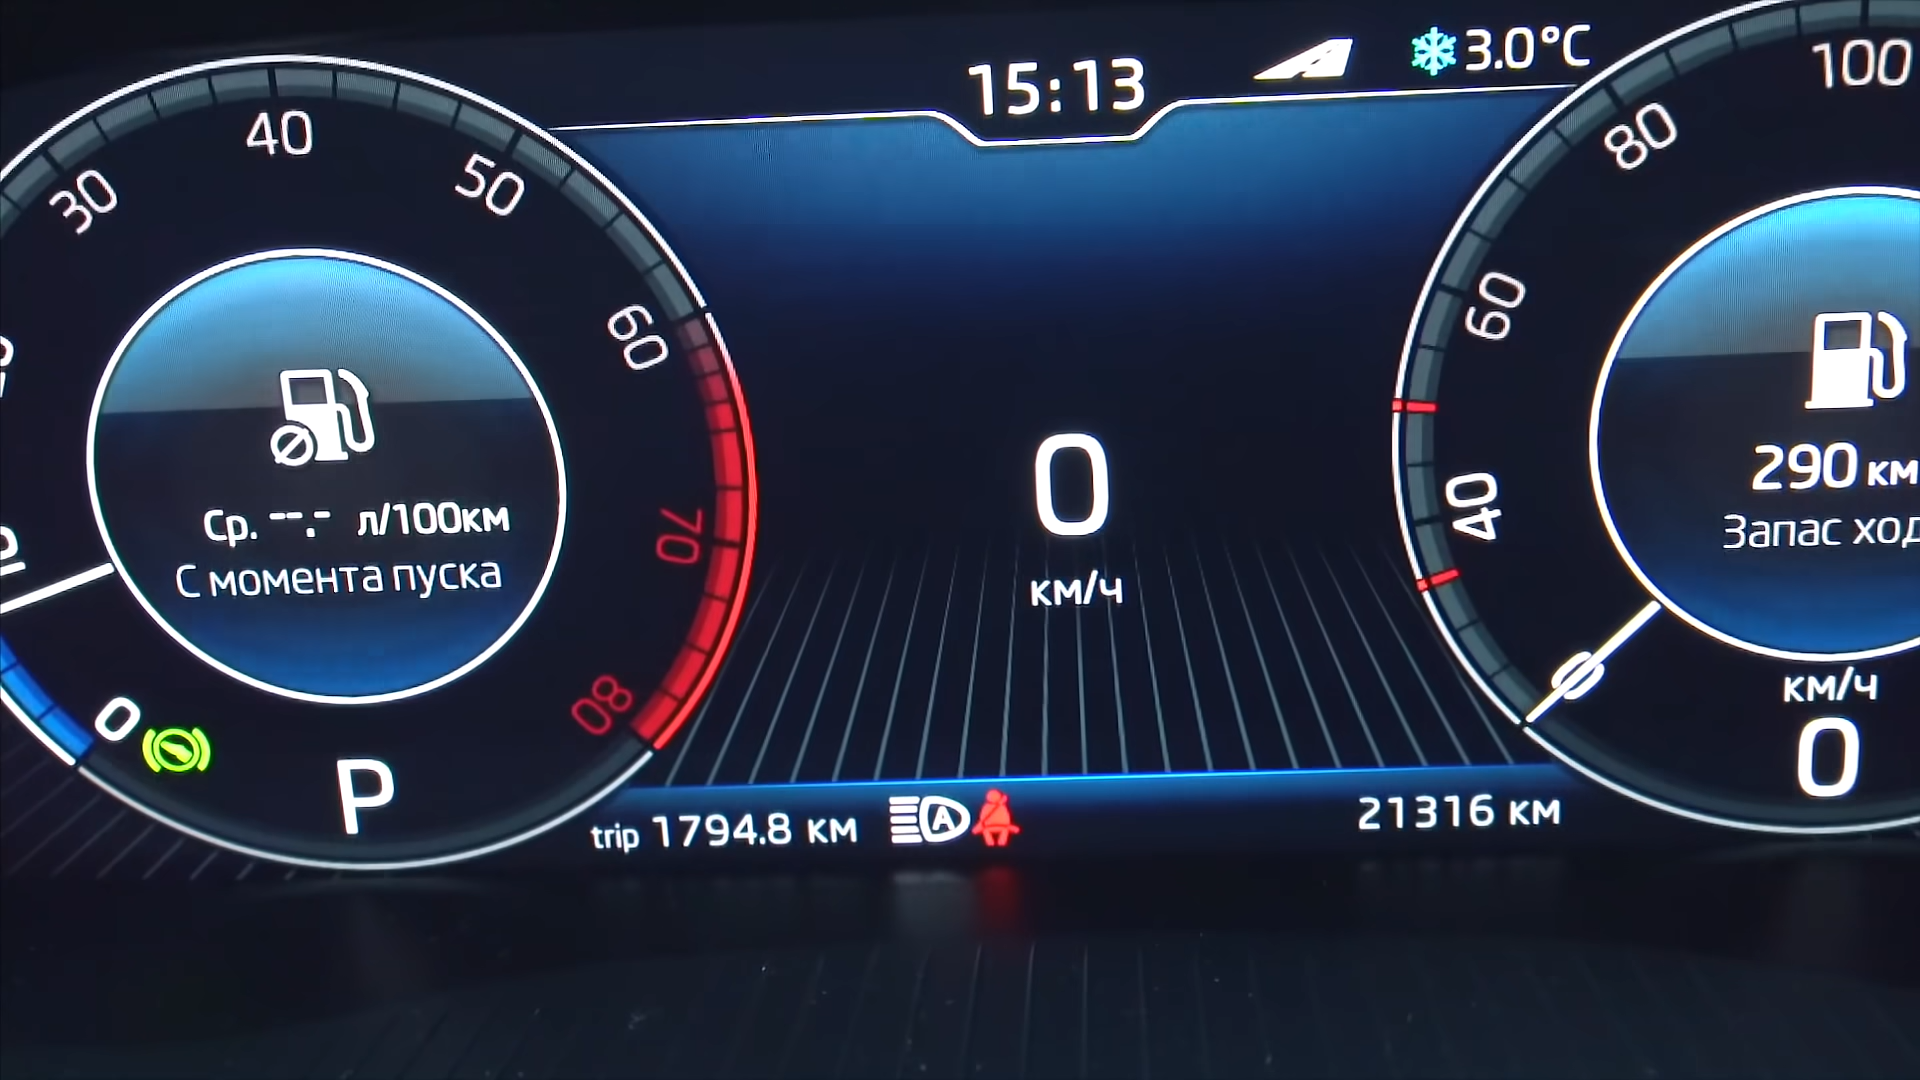 15:13
3.0°C
30
40
50
60
70
80
0
Ср. --.- л/100км
С момента пуска
P
0
км/ч
trip 1794.8 км
A
21316 км
100
80
60
40
0
290 км
Запас
км/ч
0